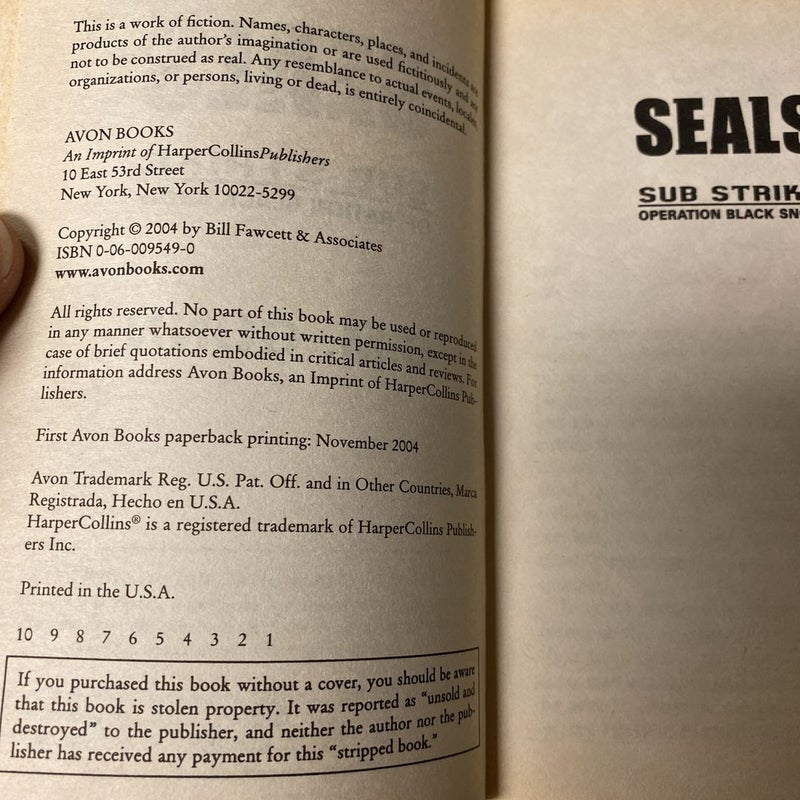 This is a work of fiction. Names, characters, places, and incidents are
products of the author's imagination or are used fictitiously and are
not to be construed as real. Any resemblance to actual events, locales,
organizations, or persons, living or dead, is entirely coincidental.
AVON BOOKS
An Imprint of HarperCollinsPublishers
10 East 53rd Street
New York, New York 10022-5299
Copyright © 2004 by Bill Fawcett & Associates
ISBN 0-06-009549-0
www.avonbooks.com
All rights reserved. No part of this book may be used or reproduced
in any manner whatsoever without written permission, except in the
case of brief quotations embodied in critical articles and reviews. For
information address Avon Books, an Imprint of HarperCollins Pub-
lishers.
First Avon Books paperback printing: November 2004
Avon Trademark Reg. U.S. Pat. Off. and in Other Countries, Marca
Registrada, Hecho en U.S.A.
HarperCollins® is a registered trademark of HarperCollins Publish-
ers Inc.
Printed in the U.S.A.
10 9 8 7 6 5 4 3 2 1
If you purchased this book without a cover, you should be aware
that this book is stolen property. It was reported as "unsold and
destroyed" to the publisher, and neither the author nor the pub-
lisher has received any payment for this "stripped book."
SEALS
SUB STRIK
OPERATION BLACK SN